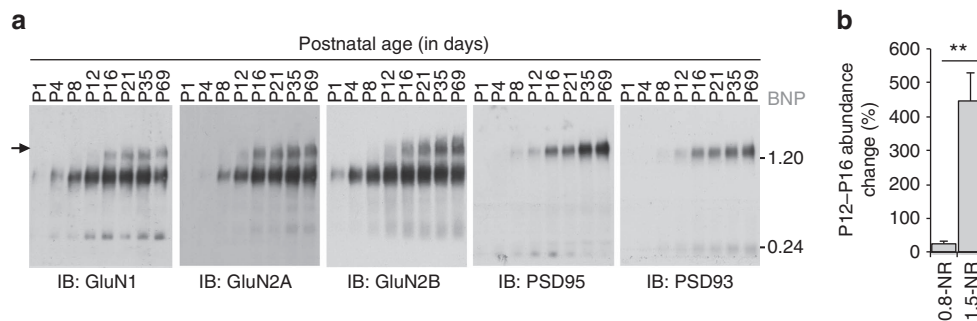 a
Postnatal age (in days)
P1 P4 P8 P12 P16 P21 P35 P69
P1 P4 P8 P12 P16 P21 P35 P69
P1 P4 P8 P12 P16 P21 P35 P69
P1 P4 P8 P12 P16 P21 P35 P69
P1 P4 P8 P12 P16 P21 P35 P69
BNP
-1.20
-0.24
IB: GluN1
IB: GluN2A
IB: GluN2B
IB: PSD95
IB: PSD93
b
P12–P16 abundance
change (%)
600
500
400
300
200
100
0
**
0.8-NR
1.5-NR